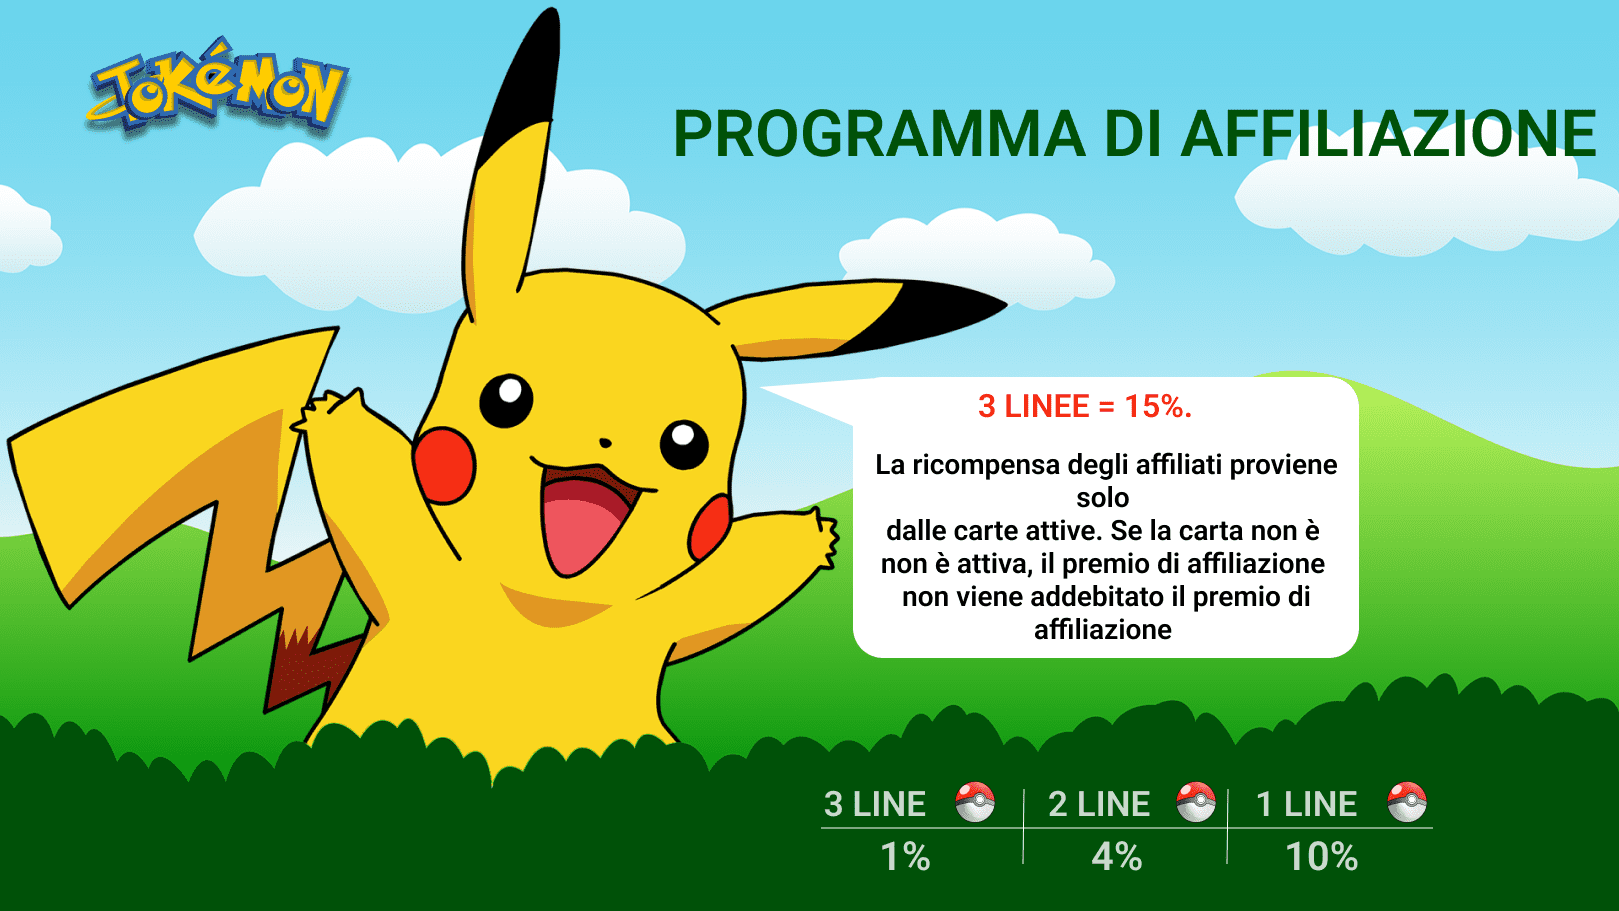 TOKéMON
PROGRAMMA DI AFFILIAZIONE
3 LINEE = 15%.
La ricompensa degli affiliati proviene
solo
dalle carte attive. Se la carta non è
non è attiva, il premio di affiliazione
non viene addebitato il premio di
affiliazione
3 LINE 2 LINE 1 LINE
1% 4% 10%